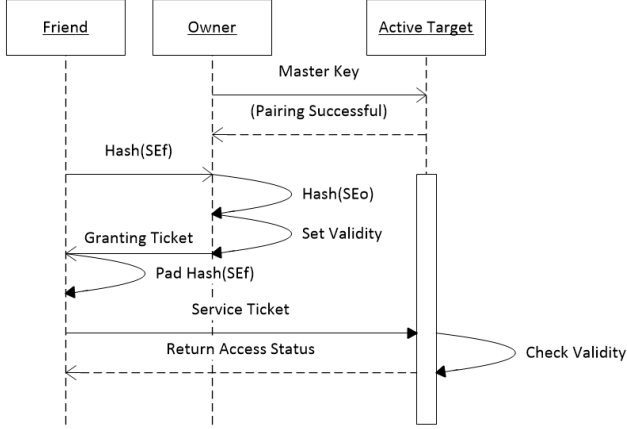 Friend
Owner
Active Target
Master Key
(Pairing Successful)
Hash(SEf)
Hash(SEo)
Set Validity
Granting Ticket
Pad Hash(SEf)
Service Ticket
Return Access Status
Check Validity